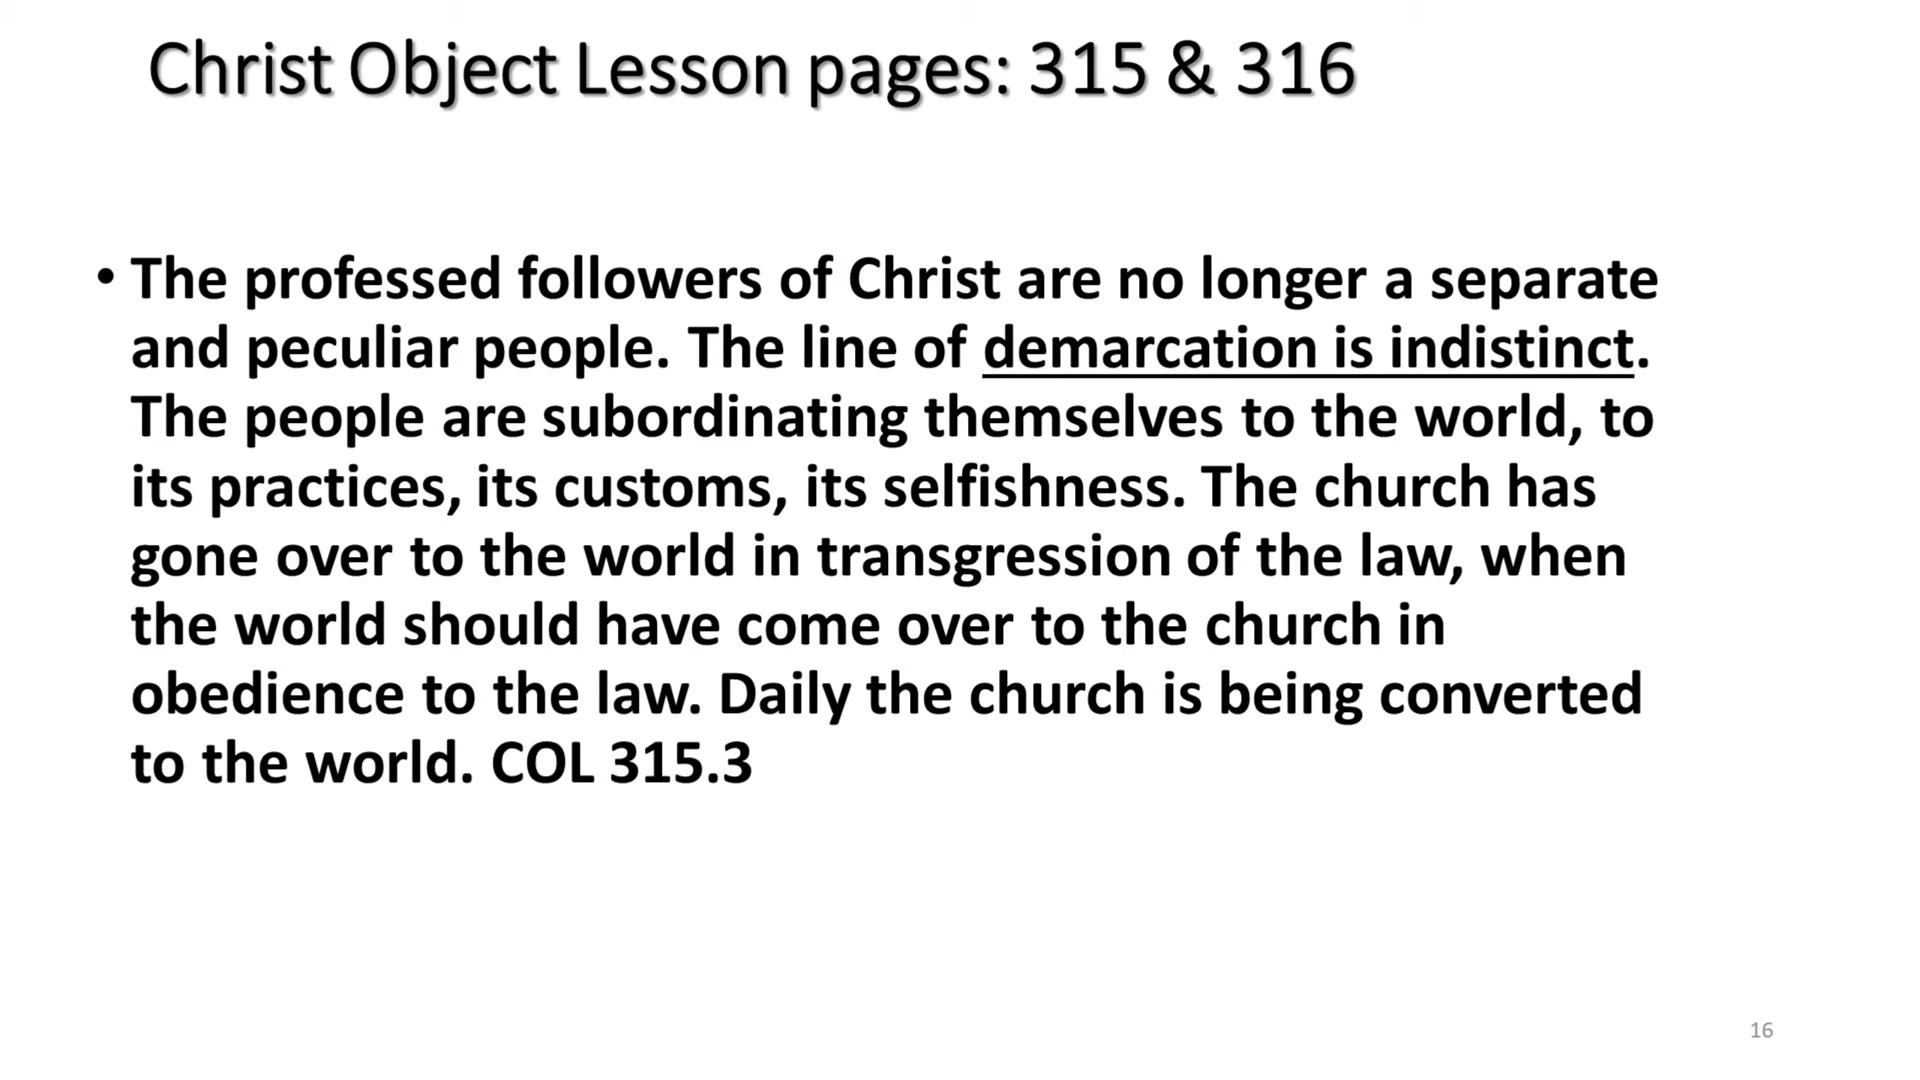 Christ Object Lesson pages: 315 & 316
• The professed followers of Christ are no longer a separate
and peculiar people. The line of demarcation is indistinct.
The people are subordinating themselves to the world, to
its practices, its customs, its selfishness. The church has
gone over to the world in transgression of the law, when
the world should have come over to the church in
obedience to the law. Daily the church is being converted
to the world. COL 315.3
16